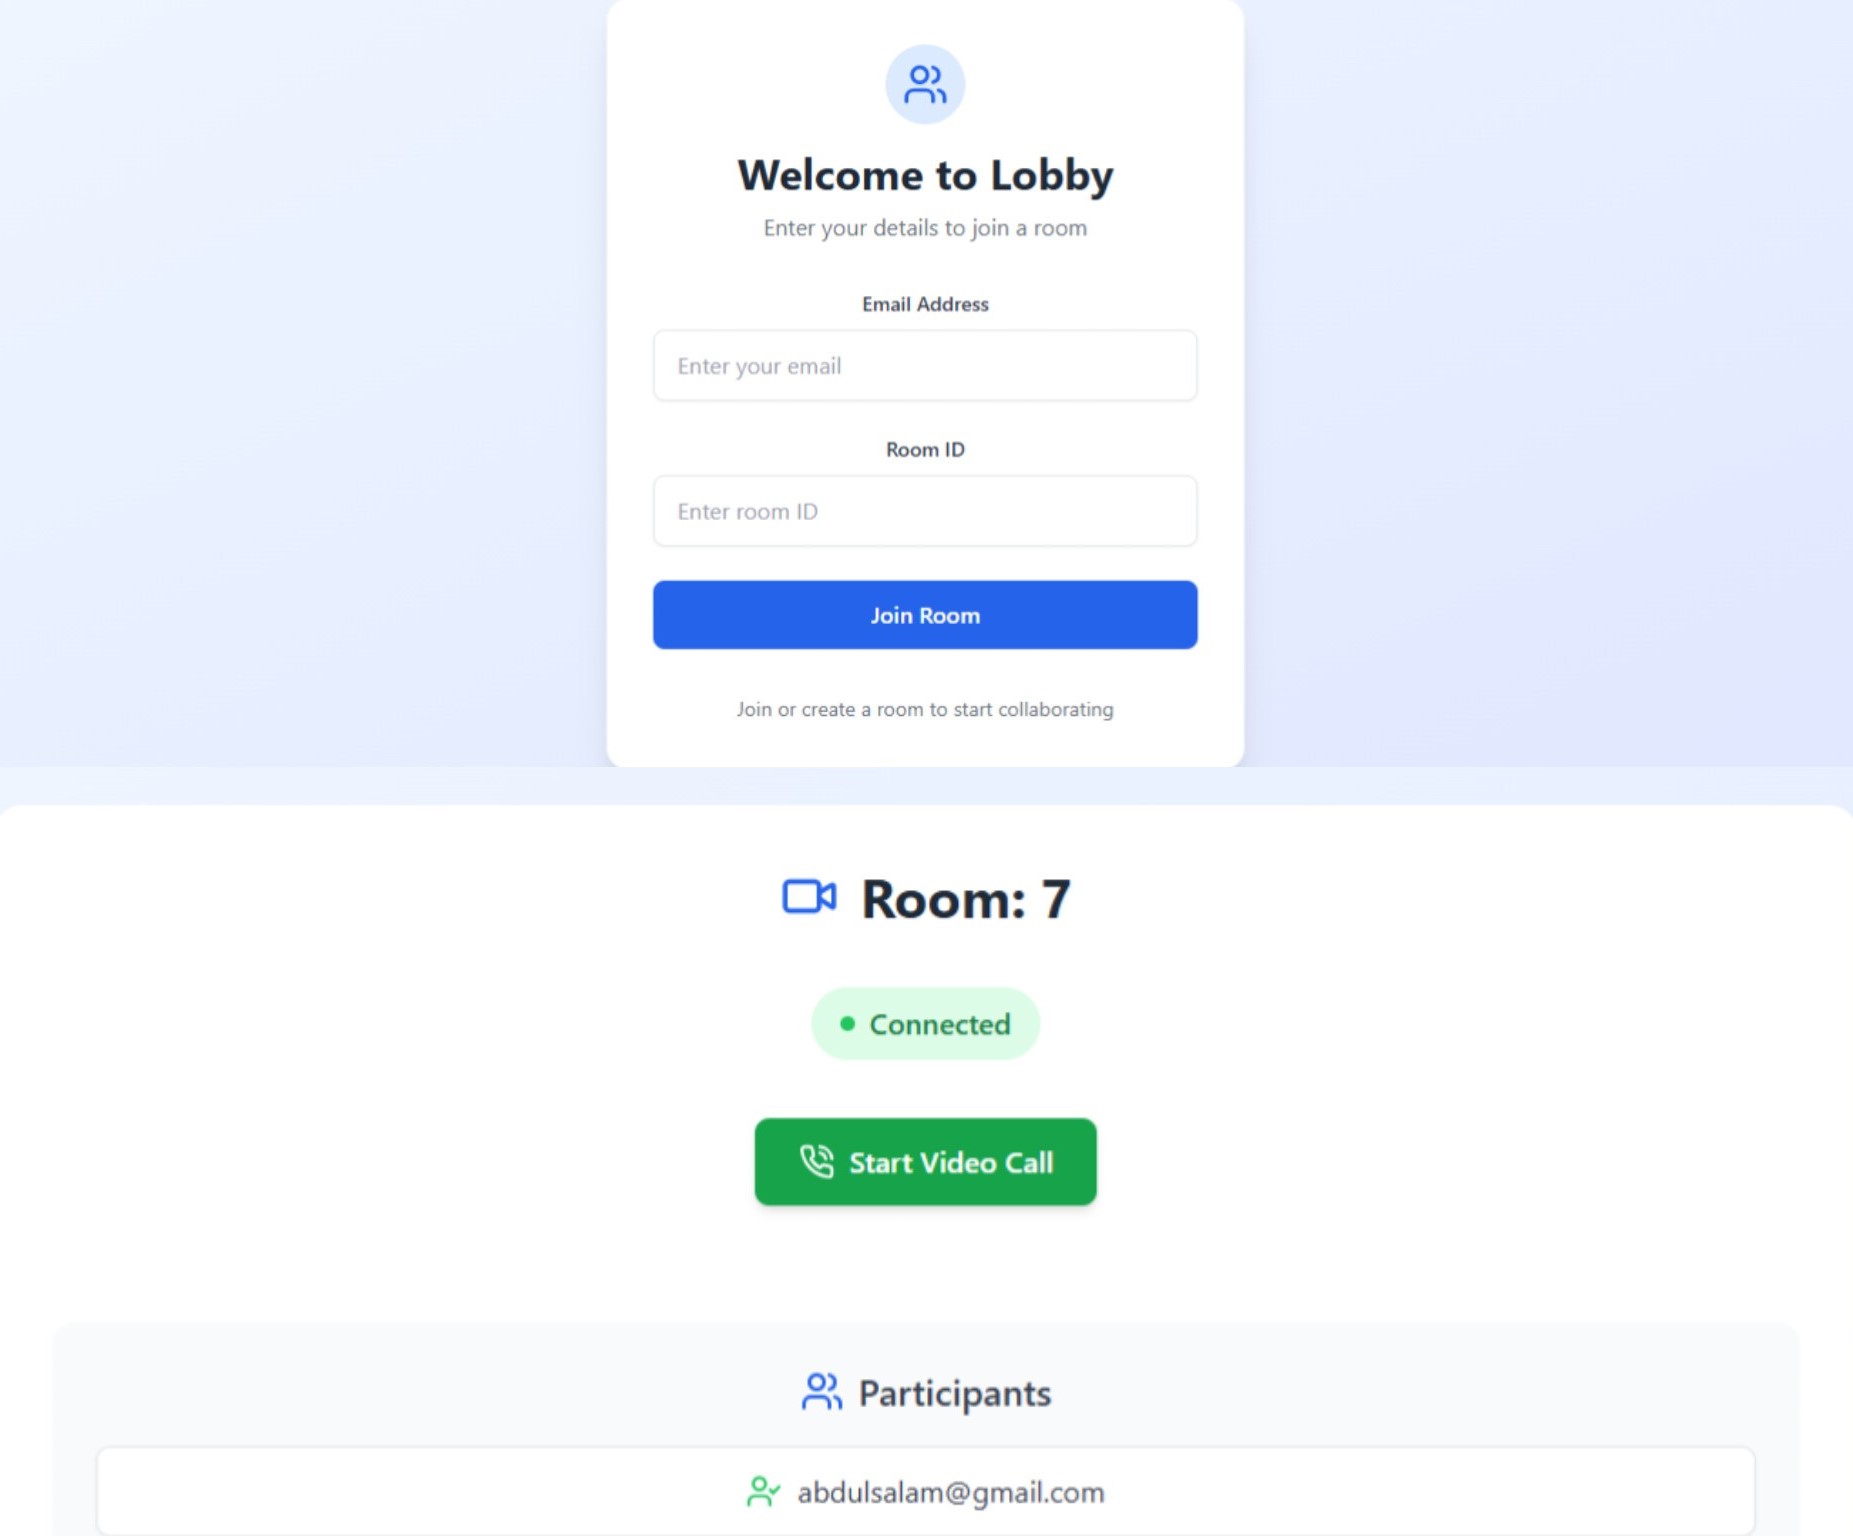 Welcome to Lobby
Enter your details to join a room
Email Address
Enter your email
Room ID
Enter room ID
Join Room
Join or create a room to start collaborating
Room: 7
Connected
Start Video Call
Participants
abdulsalam@gmail.com